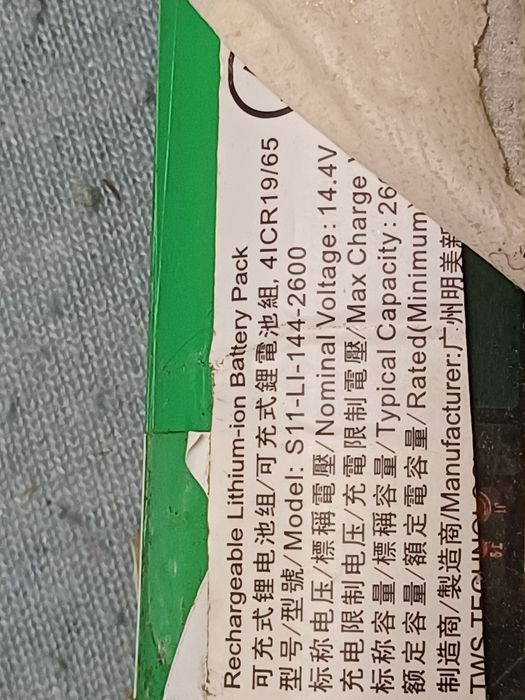 Rechargeable Lithium-ion Battery Pack
可充式锂电池组/可充式鋰電池組, 4ICR19/65
型号/型號/Model: S11-LI-144-2600
标称电压/標稱電壓/Nominal Voltage: 14.4V
充电限制电压/充電限制電壓/Max Charge
标称容量/標稱容量/Typical Capacity: 26
额定容量/額定電容量/Rated(Minimum)
制造商/製造商/Manufacturer:广州明美新
TWS TECHNOLO